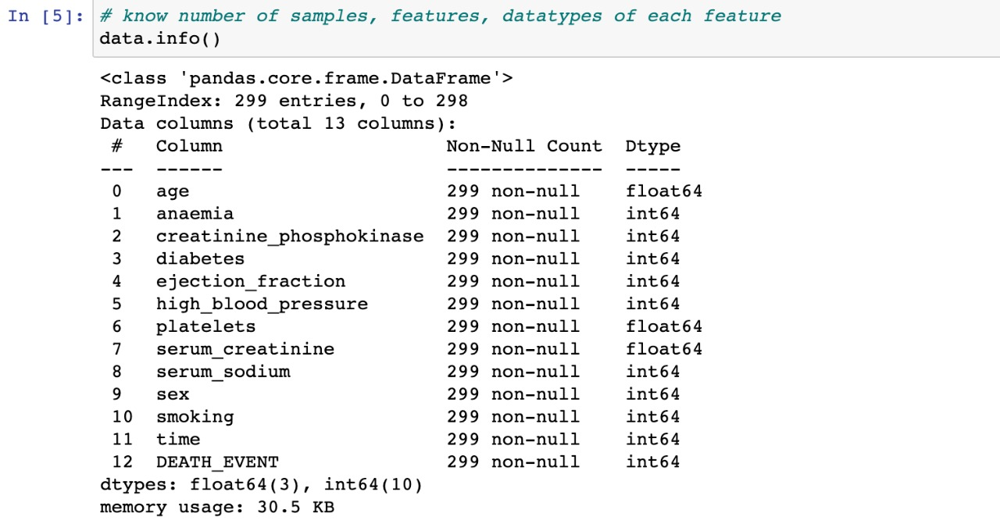 In [5]: # know number of samples, features, datatypes of each feature
data.info()
<class 'pandas.core.frame.DataFrame'>
RangeIndex: 299 entries, 0 to 298
Data columns (total 13 columns):
 #   Column                    Non-Null Count  Dtype
---  ------                    --------------  -----
 0   age                       299 non-null    float64
 1   anaemia                   299 non-null    int64
 2   creatinine_phosphokinase  299 non-null    int64
 3   diabetes                  299 non-null    int64
 4   ejection_fraction         299 non-null    int64
 5   high_blood_pressure       299 non-null    int64
 6   platelets                 299 non-null    float64
 7   serum_creatinine          299 non-null    float64
 8   serum_sodium              299 non-null    int64
 9   sex                       299 non-null    int64
 10  smoking                   299 non-null    int64
 11  time                      299 non-null    int64
 12  DEATH_EVENT               299 non-null    int64
dtypes: float64(3), int64(10)
memory usage: 30.5 KB